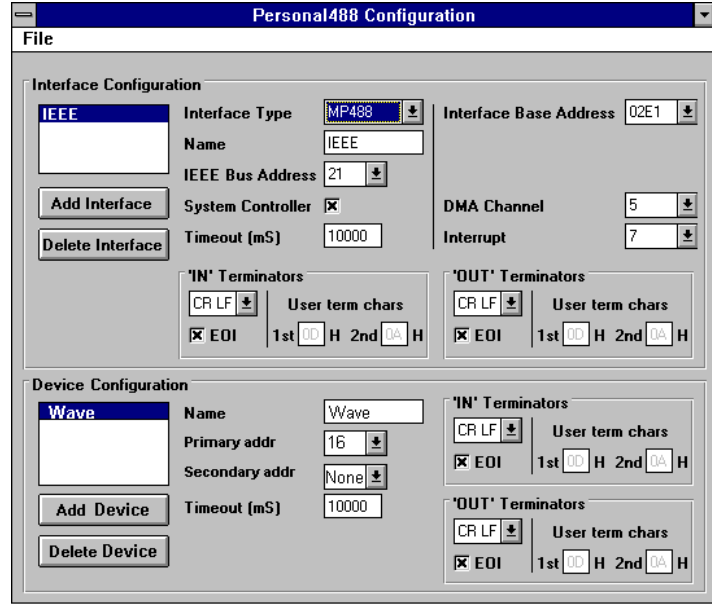 Personal488 Configuration
File
Interface Configuration
IEEE
Interface Type MP488
Interface Base Address 02E1
Name IEEE
IEEE Bus Address 21
Add Interface
System Controller
DMA Channel 5
Delete Interface
Timeout (mS) 10000
Interrupt 7
'IN' Terminators
CR LF User term chars
EOI 1st 0D H 2nd 0A H
'OUT' Terminators
CR LF User term chars
EOI 1st 0D H 2nd 0A H
Device Configuration
Wave
Name Wave
Primary addr 16
Secondary addr None
Add Device
Timeout (mS) 10000
Delete Device
'IN' Terminators
CR LF User term chars
EOI 1st 0D H 2nd 0A H
'OUT' Terminators
CR LF User term chars
EOI 1st 0D H 2nd 0A H